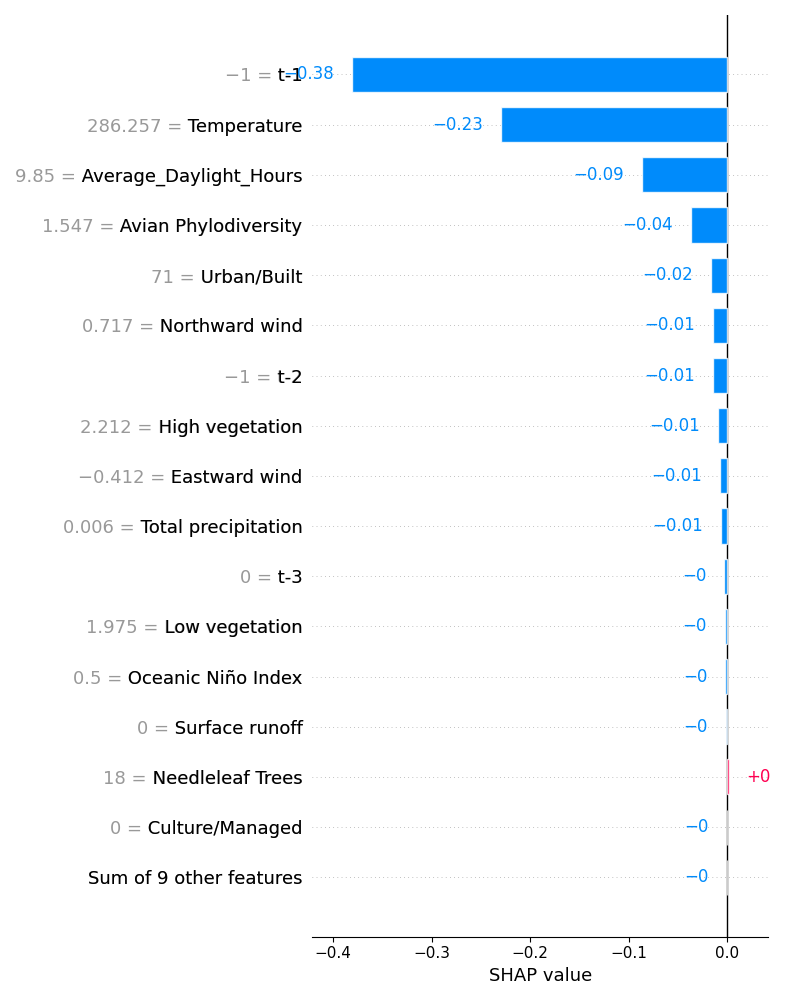 −1 = t-1 −0.38
286.257 = Temperature −0.23
9.85 = Average_Daylight_Hours −0.09
1.547 = Avian Phylodiversity −0.04
71 = Urban/Built −0.02
0.717 = Northward wind −0.01
−1 = t-2 −0.01
2.212 = High vegetation −0.01
−0.412 = Eastward wind −0.01
0.006 = Total precipitation −0.01
0 = t-3 −0
1.975 = Low vegetation −0
0.5 = Oceanic Niño Index −0
0 = Surface runoff −0
18 = Needleleaf Trees +0
0 = Culture/Managed −0
Sum of 9 other features −0
−0.4 −0.3 −0.2 −0.1 0.0
SHAP value